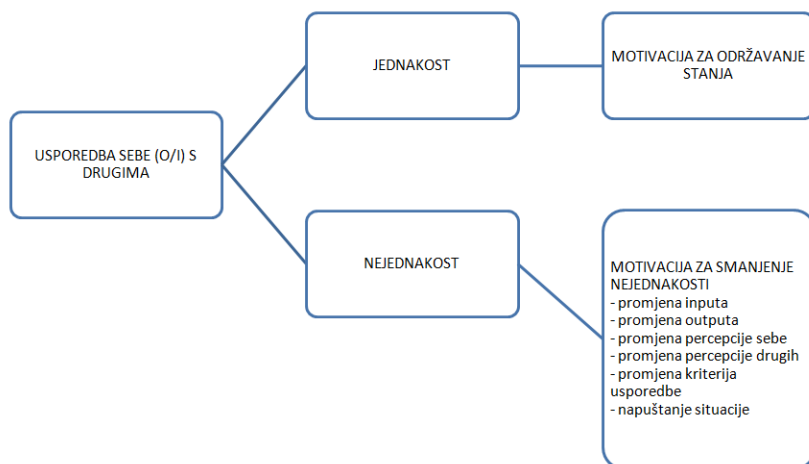 JEDNAKOST
MOTIVACIJA ZA ODRŽAVANJE
STANJA
USPOREDBA SEBE (O/I) S
DRUGIMA
NEJEDNAKOST
MOTIVACIJA ZA SMANJENJE
NEJEDNAKOSTI
- promjena inputa
- promjena outputa
- promjena percepcije sebe
- promjena percepcije drugih
- promjena kriterija
usporedbe
- napuštanje situacije